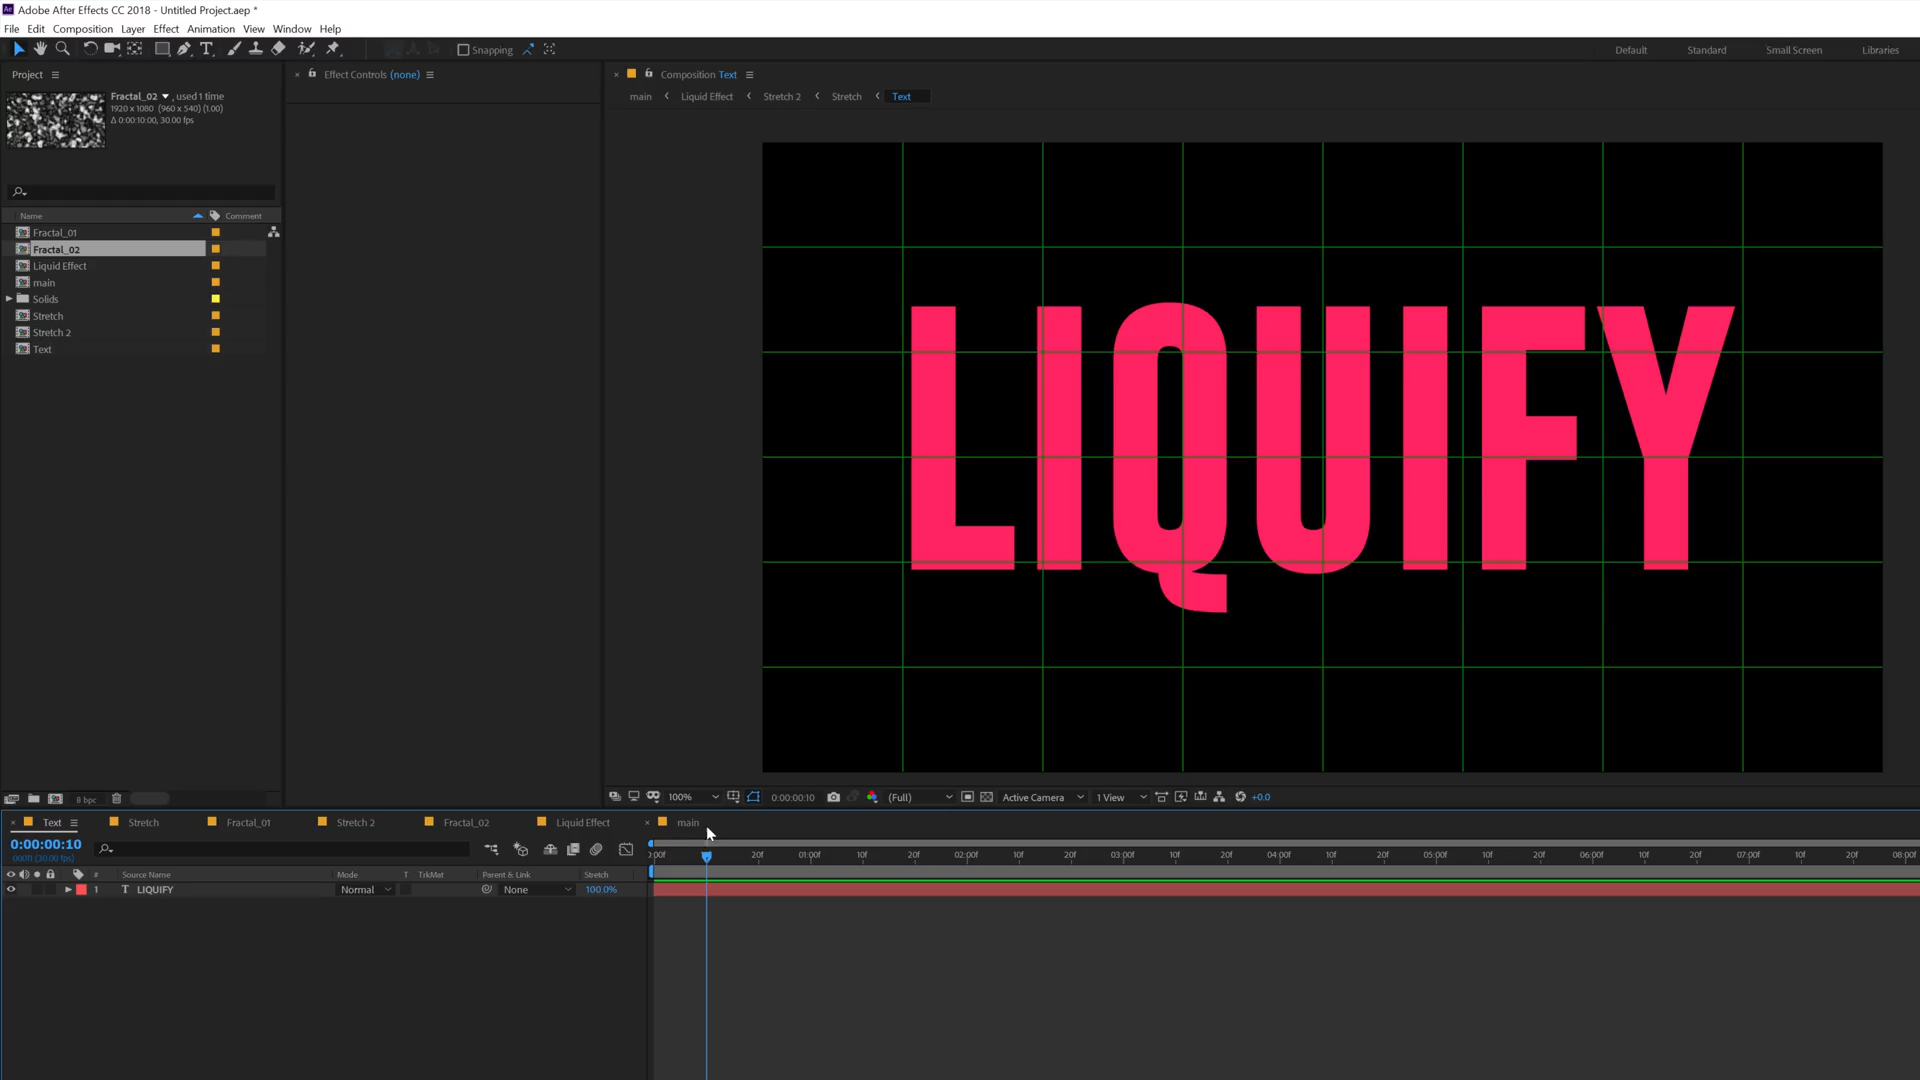 Adobe After Effects CC 2018 - Untitled Project.aep *
File Edit Composition Layer Effect Animation View Window Help
Snapping Default Standard Small Screen Libraries
Project
Effect Controls (none)
Composition Text
Fractal_02 , used 1 time
1920 x 1080 (960 x 540) (1.00)
Δ 0:00:10:00, 30.00 fps
main Liquid Effect Stretch 2 Stretch Text
Name Comment
Fractal_01
Fractal_02
Liquid Effect
main
Solids
Stretch
Stretch 2
Text
LIQUIFY
8 bpc
100% 0:00:00:10 (Full) Active Camera 1 View +0.0
Text Stretch Fractal_01 Stretch 2 Fractal_02 Liquid Effect main
0:00:00:10
(30.00 fps)
:00f 20f 01:00f 10f 20f 02:00f 10f 20f 03:00f 10f 20f 04:00f 10f 20f 05:00f 10f 20f 06:00f 10f 20f 07:00f 10f 20f 08:00f
# Source Name Mode T TrkMat Parent & Link Stretch
1 T LIQUIFY Normal None 100.0%